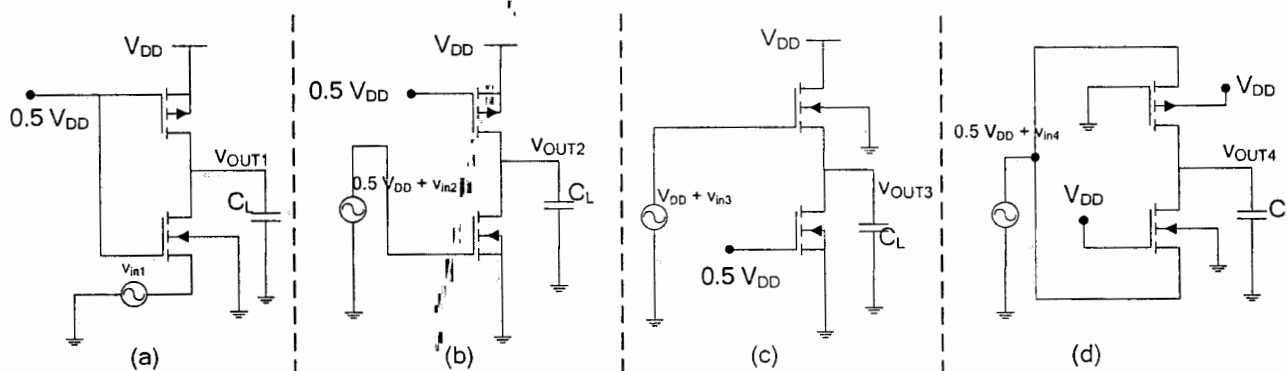 V_DD
0.5 V_DD
V_OUT1
C_L
v_in1
(a)
V_DD
0.5 V_DD
V_OUT2
0.5 V_DD + v_in2
C_L
(b)
V_DD
V_DD + v_in3
V_OUT3
C_L
0.5 V_DD
(c)
V_DD
0.5 V_DD + v_in4
V_OUT4
V_DD
C
(d)